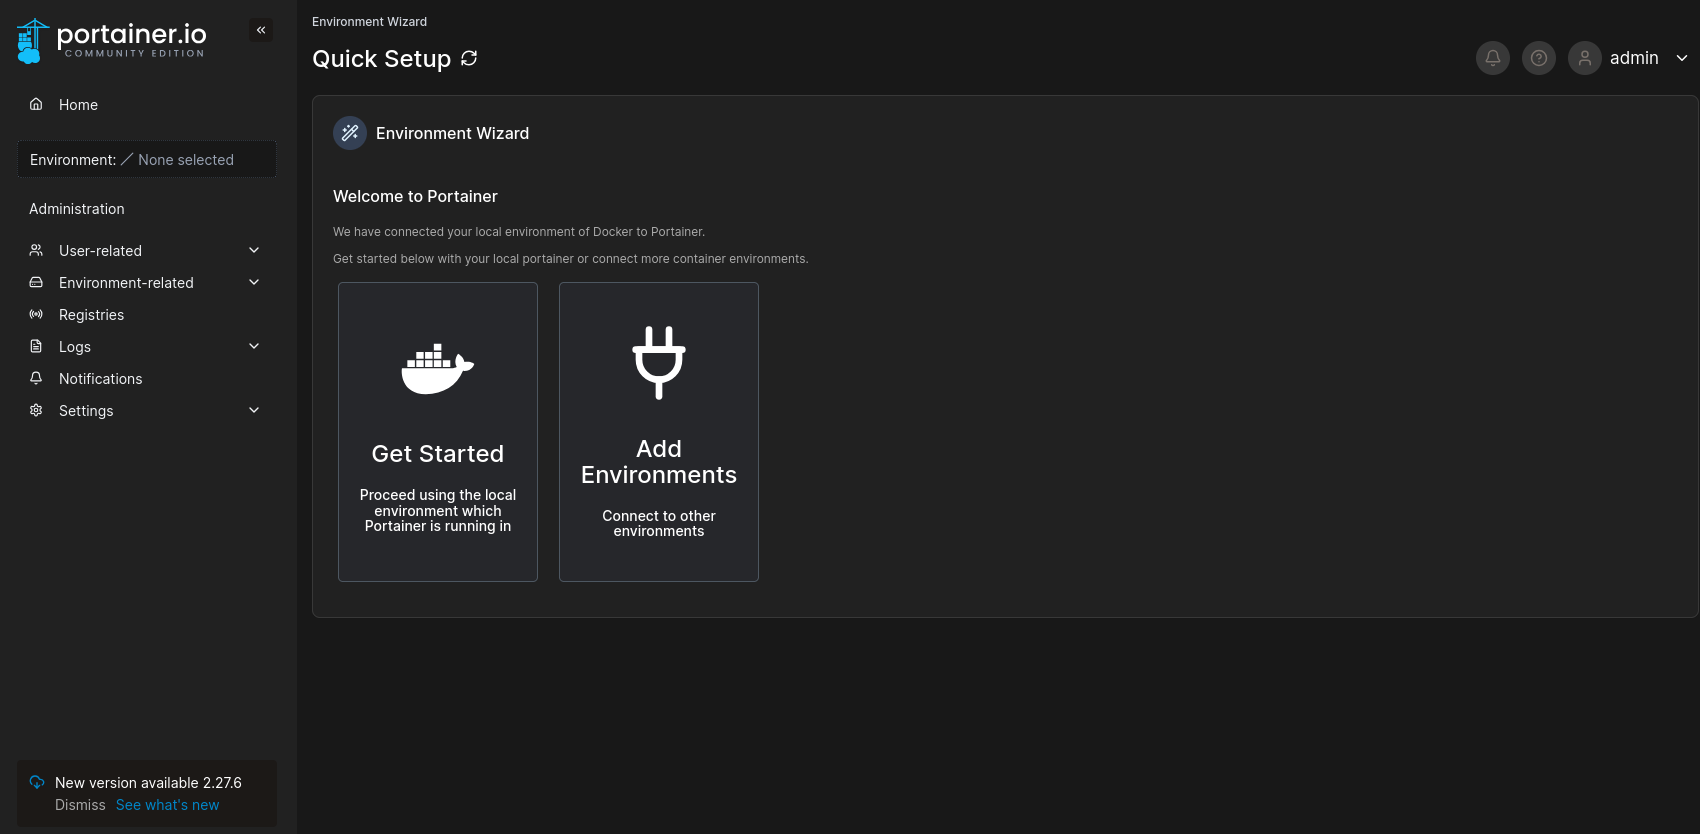 portainer.io
COMMUNITY EDITION
Home
Environment: None selected
Administration
User-related
Environment-related
Registries
Logs
Notifications
Settings
New version available 2.27.6
Dismiss See what's new
Environment Wizard
Quick Setup
admin
Environment Wizard
Welcome to Portainer
We have connected your local environment of Docker to Portainer.
Get started below with your local portainer or connect more container environments.
Get Started
Proceed using the local
environment which
Portainer is running in
Add
Environments
Connect to other
environments